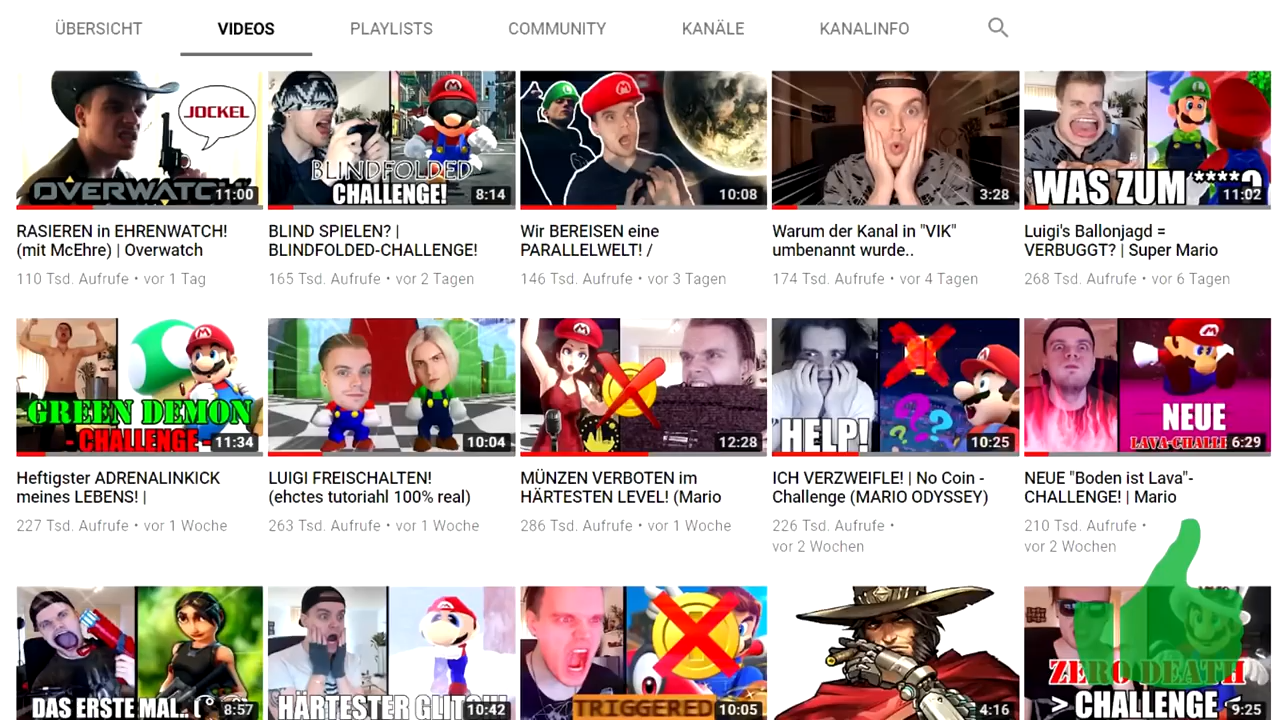 ÜBERSICHT
VIDEOS
PLAYLISTS
COMMUNITY
KANÄLE
KANALINFO
JOCKEL
OVERWATCH
11:00
BLINDFOLDED
CHALLENGE!
8:14
10:08
3:28
WAS ZUM ****?
11:02
RASIEREN in EHRENWATCH!
(mit McEhre) | Overwatch
110 Tsd. Aufrufe • vor 1 Tag
BLIND SPIELEN? |
BLINDFOLDED-CHALLENGE!
165 Tsd. Aufrufe • vor 2 Tagen
Wir BEREISEN eine
PARALLELWELT! /
146 Tsd. Aufrufe • vor 3 Tagen
Warum der Kanal in "VIK"
umbenannt wurde..
174 Tsd. Aufrufe • vor 4 Tagen
Luigi's Ballonjagd =
VERBUGGT? | Super Mario
268 Tsd. Aufrufe • vor 6 Tagen
GREEN DEMON
- CHALLENGE -
11:34
10:04
12:28
HELP!
10:25
NEUE
LAVA-CHALLE
6:29
Heftigster ADRENALINKICK
meines LEBENS! |
227 Tsd. Aufrufe • vor 1 Woche
LUIGI FREISCHALTEN!
(ehctes tutoriahl 100% real)
263 Tsd. Aufrufe • vor 1 Woche
MÜNZEN VERBOTEN im
HÄRTESTEN LEVEL! (Mario
286 Tsd. Aufrufe • vor 1 Woche
ICH VERZWEIFLE! | No Coin -
Challenge (MARIO ODYSSEY)
226 Tsd. Aufrufe •
vor 2 Wochen
NEUE "Boden ist Lava"-
CHALLENGE! | Mario
210 Tsd. Aufrufe •
vor 2 Wochen
DAS ERSTE MAL..
8:57
HÄRTESTER
10:42
TRIGGERED
10:05
4:16
ZERO DEATH
> CHALLENGE <
9:25